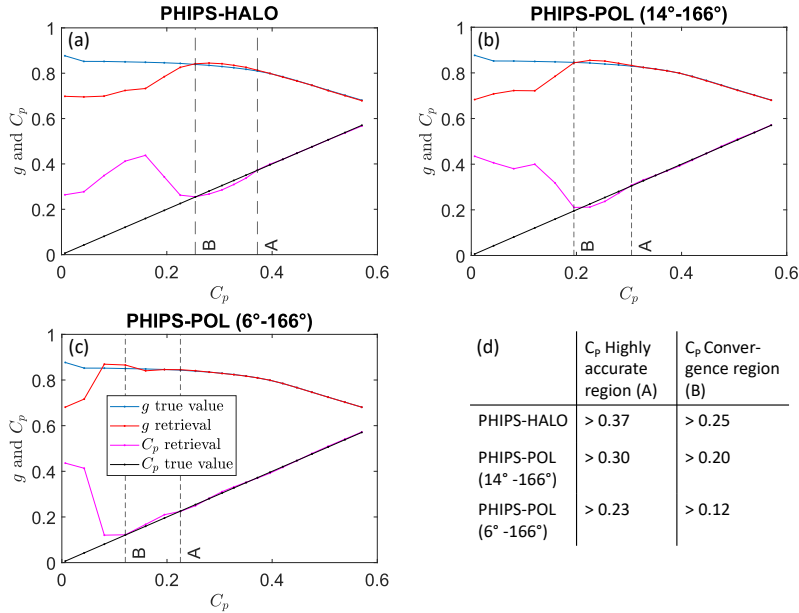 PHIPS-HALO
(a)
g and Cp
1
0.8
0.6
0.4
0.2
0
B
A
0
0.2
0.4
0.6
Cp
PHIPS-POL (14°-166°)
(b)
g and Cp
1
0.8
0.6
0.4
0.2
0
B
A
0
0.2
0.4
0.6
Cp
PHIPS-POL (6°-166°)
(c)
g and Cp
1
0.8
0.6
0.4
0.2
0
g true value
g retrieval
Cp retrieval
Cp true value
B
A
0
0.2
0.4
0.6
Cp
(d)
CP Highly
accurate
region (A)
CP Conver-
gence region
(B)
PHIPS-HALO
> 0.37
> 0.25
PHIPS-POL
(14° -166°)
> 0.30
> 0.20
PHIPS-POL
(6° -166°)
> 0.23
> 0.12